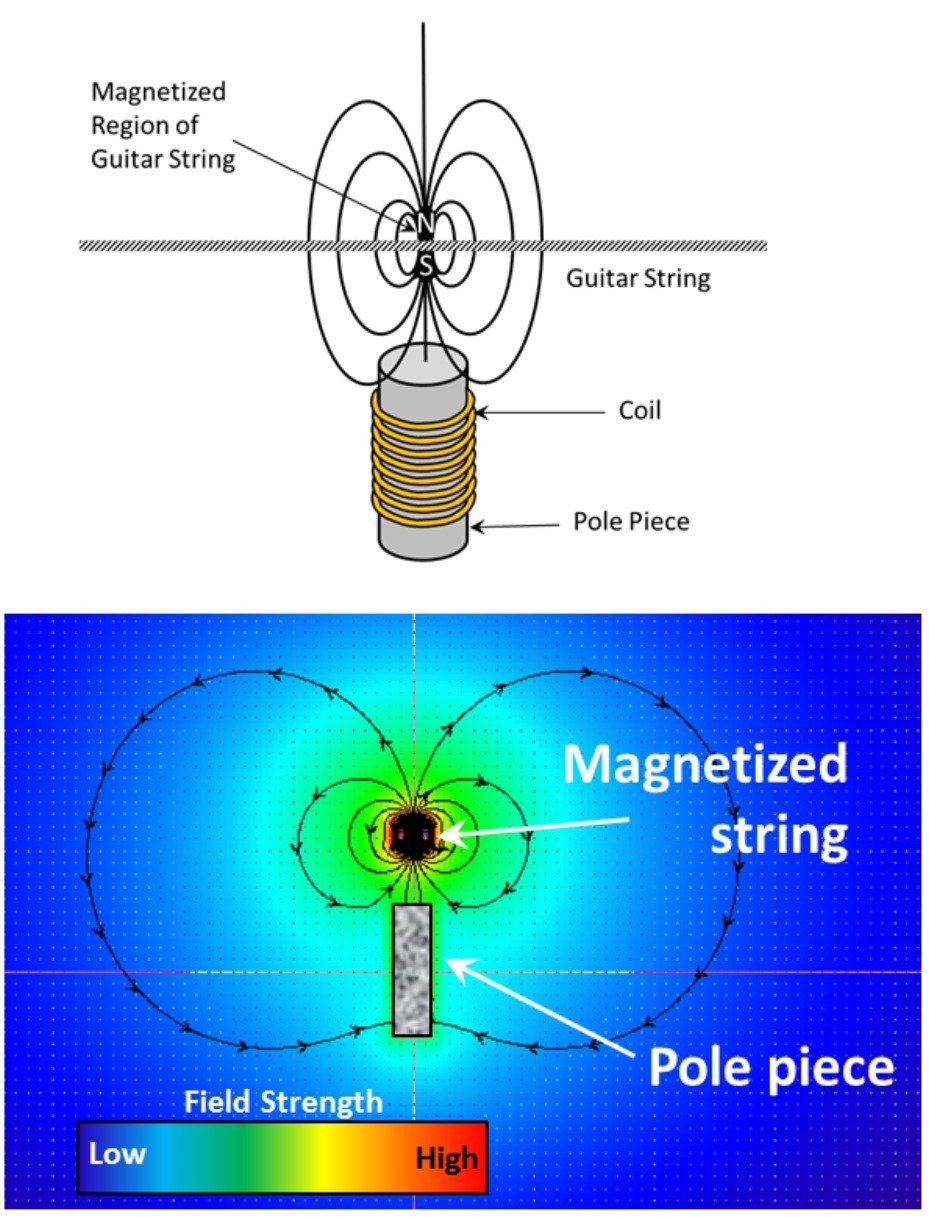 Magnetized
Region of
Guitar String
N
S
Guitar String
Coil
Pole Piece
Magnetized
string
Pole piece
Field Strength
Low
High